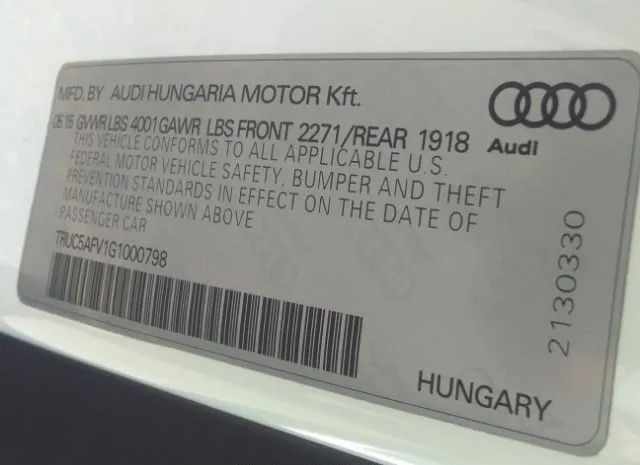 MFD. BY AUDI HUNGARIA MOTOR Kft.
05 15 GVWR LBS 4001 GAWR LBS FRONT 2271/REAR 1918
THIS VEHICLE CONFORMS TO ALL APPLICABLE U.S.
FEDERAL MOTOR VEHICLE SAFETY, BUMPER AND THEFT
PREVENTION STANDARDS IN EFFECT ON THE DATE OF
MANUFACTURE SHOWN ABOVE
PASSENGER CAR
TRUC5AFV1G1000798
Audi
2130330
HUNGARY